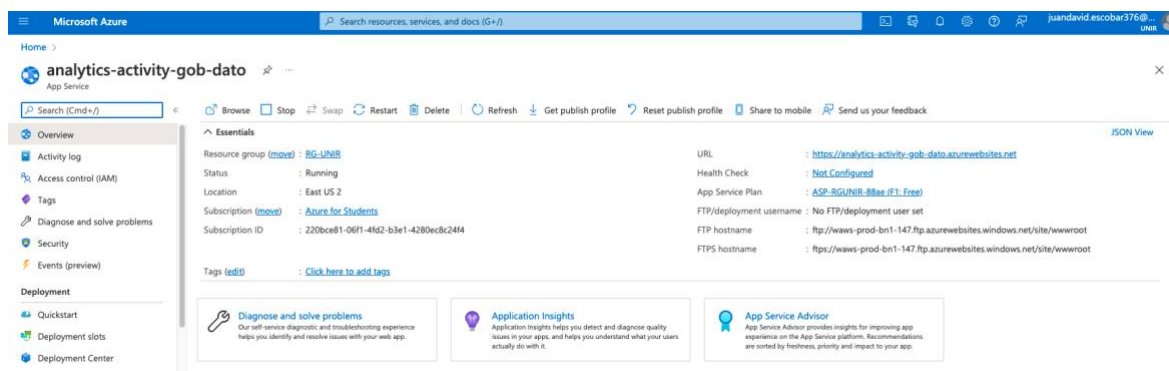 Microsoft Azure
Search resources, services, and docs (G+/)
juandavid.escobar376@...
UNIR
Home >
analytics-activity-gob-dato
App Service
Search (Cmd+/)
Browse Stop Swap Restart Delete Refresh Get publish profile Reset publish profile Share to mobile Send us your feedback
Overview
Activity log
Access control (IAM)
Tags
Diagnose and solve problems
Security
Events (preview)
Deployment
Quickstart
Deployment slots
Deployment Center
Essentials
JSON View
Resource group (move) : RG-UNIR
Status : Running
Location : East US 2
Subscription (move) : Azure for Students
Subscription ID : 220bce81-06f1-4fd2-b3e1-4280ec8c24f4
Tags (edit) : Click here to add tags
URL : https://analytics-activity-gob-dato.azurewebsites.net
Health Check : Not Configured
App Service Plan : ASP-RGUNIR-88ae (F1: Free)
FTP/deployment username : No FTP/deployment user set
FTP hostname : ftp://waws-prod-bn1-147.ftp.azurewebsites.windows.net/site/wwwroot
FTPS hostname : ftps://waws-prod-bn1-147.ftp.azurewebsites.windows.net/site/wwwroot
Diagnose and solve problems
Our self-service diagnostic and troubleshooting experience
helps you identify and resolve issues with your web app.
Application Insights
Application Insights helps you detect and diagnose quality
issues in your apps, and helps you understand what your users
actually do with it.
App Service Advisor
App Service Advisor provides insights for improving app
experience on the App Service platform. Recommendations
are sorted by freshness, priority and impact to your app.